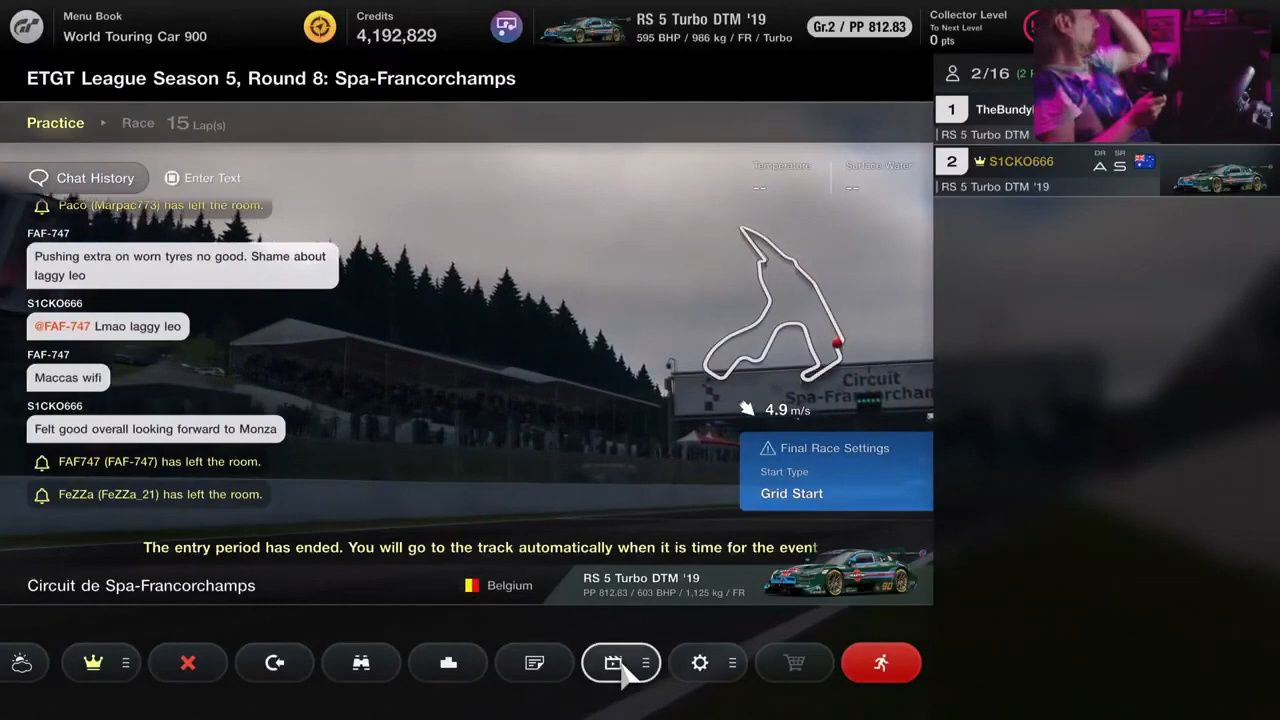 Menu Book
World Touring Car 900
Credits
4,192,829
RS 5 Turbo DTM '19
595 BHP / 986 kg / FR / Turbo
Gr.2 / PP 812.83
Collector Level
To Next Level
0 pts
ETGT League Season 5, Round 8: Spa-Francorchamps
2/16
Practice
Race 15 Lap(s)
1
RS 5 Turbo DTM
2 S1CKO666
DR SR
A S
RS 5 Turbo DTM '19
Temperature
--
Surface Water
--
Chat History
Enter Text
Paco (Marpac773) has left the room.
FAF-747
Pushing extra on worn tyres no good. Shame about
laggy leo
S1CKO666
@FAF-747 Lmao laggy leo
FAF-747
Maccas wifi
S1CKO666
Felt good overall looking forward to Monza
FAF747 (FAF-747) has left the room.
FeZZa (FeZZa_21) has left the room.
Circuit
4.9 m/s
Final Race Settings
Start Type
Grid Start
The entry period has ended. You will go to the track automatically when it is time for the event
Circuit de Spa-Francorchamps
Belgium
RS 5 Turbo DTM '19
PP 812.83 / 603 BHP / 1,125 kg / FR